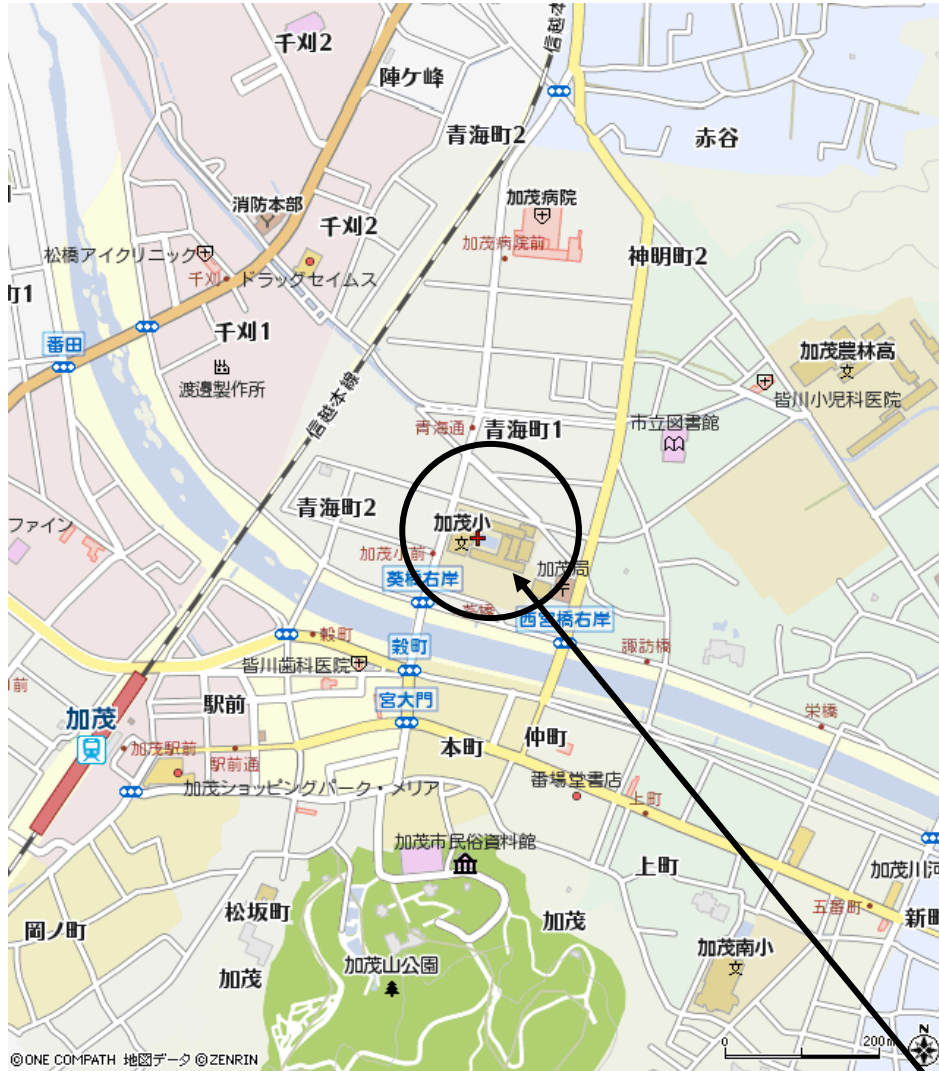 千刈2
信越本線
陣ケ峰
青海町2
赤谷
消防本部
加茂病院
千刈2
加茂病院前
神明町2
松橋アイクリニック
千刈
ドラッグセイムス
町1
千刈1
番田
加茂農林高
渡邊製作所
信越本線
皆川小児科医院
青海通
青海町1
市立図書館
青海町2
加茂小
ファイン
加茂小前
加茂局
葵橋右岸
葵橋
西宮橋右岸
穀町
穀町
諏訪橋
皆川歯科医院
前
駅前
宮大門
加茂
栄橋
加茂駅前
駅前通
本町
仲町
加茂ショッピングパーク・メリア
番場堂書店
上町
加茂市民俗資料館
上町
加茂川河
松坂町
加茂
五番町
新町
岡ノ町
加茂
加茂山公園
加茂南小
©ONE COMPATH 地図データ ©ZENRIN
0
200m
N